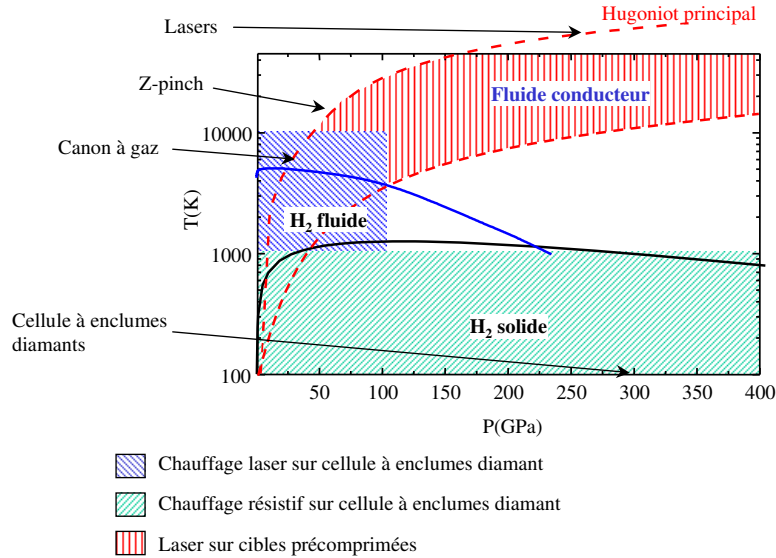 Lasers
Hugoniot principal
Z-pinch
Fluide conducteur
10000
Canon à gaz
T(K)
H2 fluide
1000
Cellule à enclumes
diamants
H2 solide
100
50 100 150 200 250 300 350 400
P(GPa)
Chauffage laser sur cellule à enclumes diamant
Chauffage résistif sur cellule à enclumes diamant
Laser sur cibles précomprimées